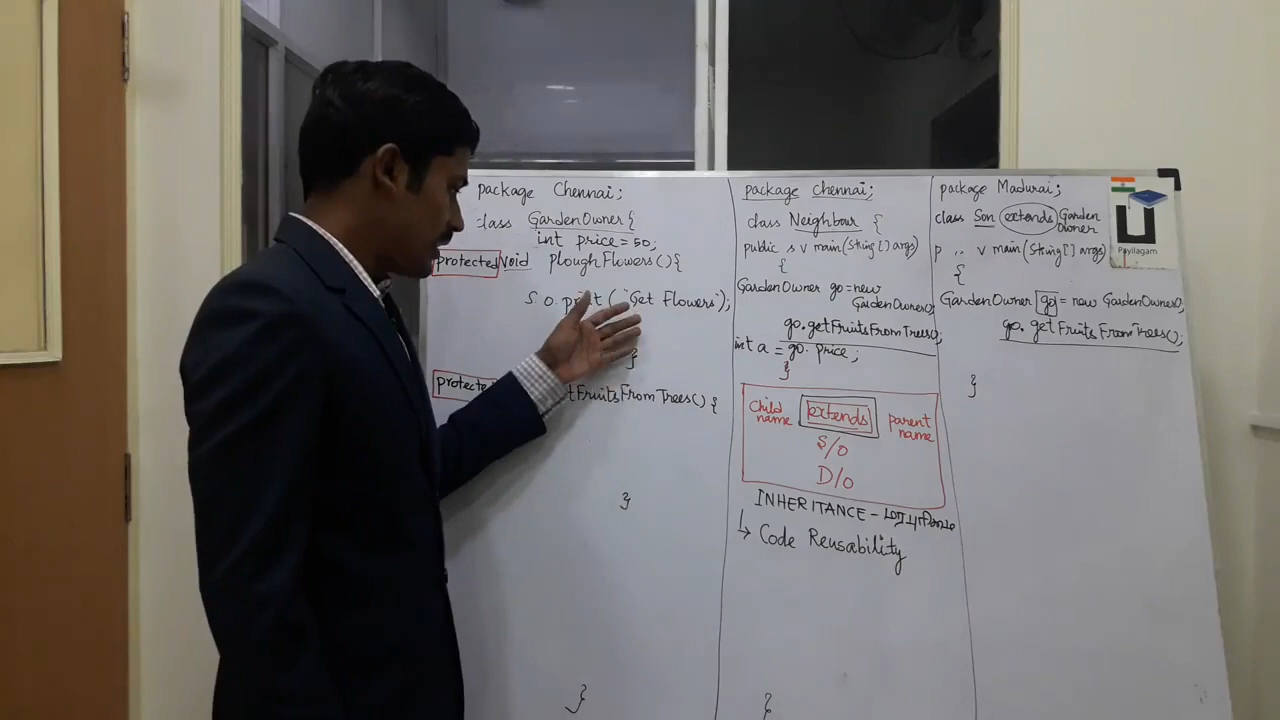 package Chennai;
class GardenOwner{
int price = 50;
protected void ploughFlowers(){
S.o.print("Get Flowers");
}
protected tFruitsFromTrees(){
}
}
package chennai;
class Neighbour {
public s v main(String[] args)
{
GardenOwner go=new
GardenOwner();
go.getFruitsFromTrees();
int a = go.price;
}
child name extends parent name
S/o
D/o
INHERITANCE -
↳ Code Reusability
}
package Madurai;
class Son extends Garden
Owner
p .. v main(String[] args)
{
GardenOwner go = new GardenOwner();
go.getFruitsFromTrees();
}
Payilagam